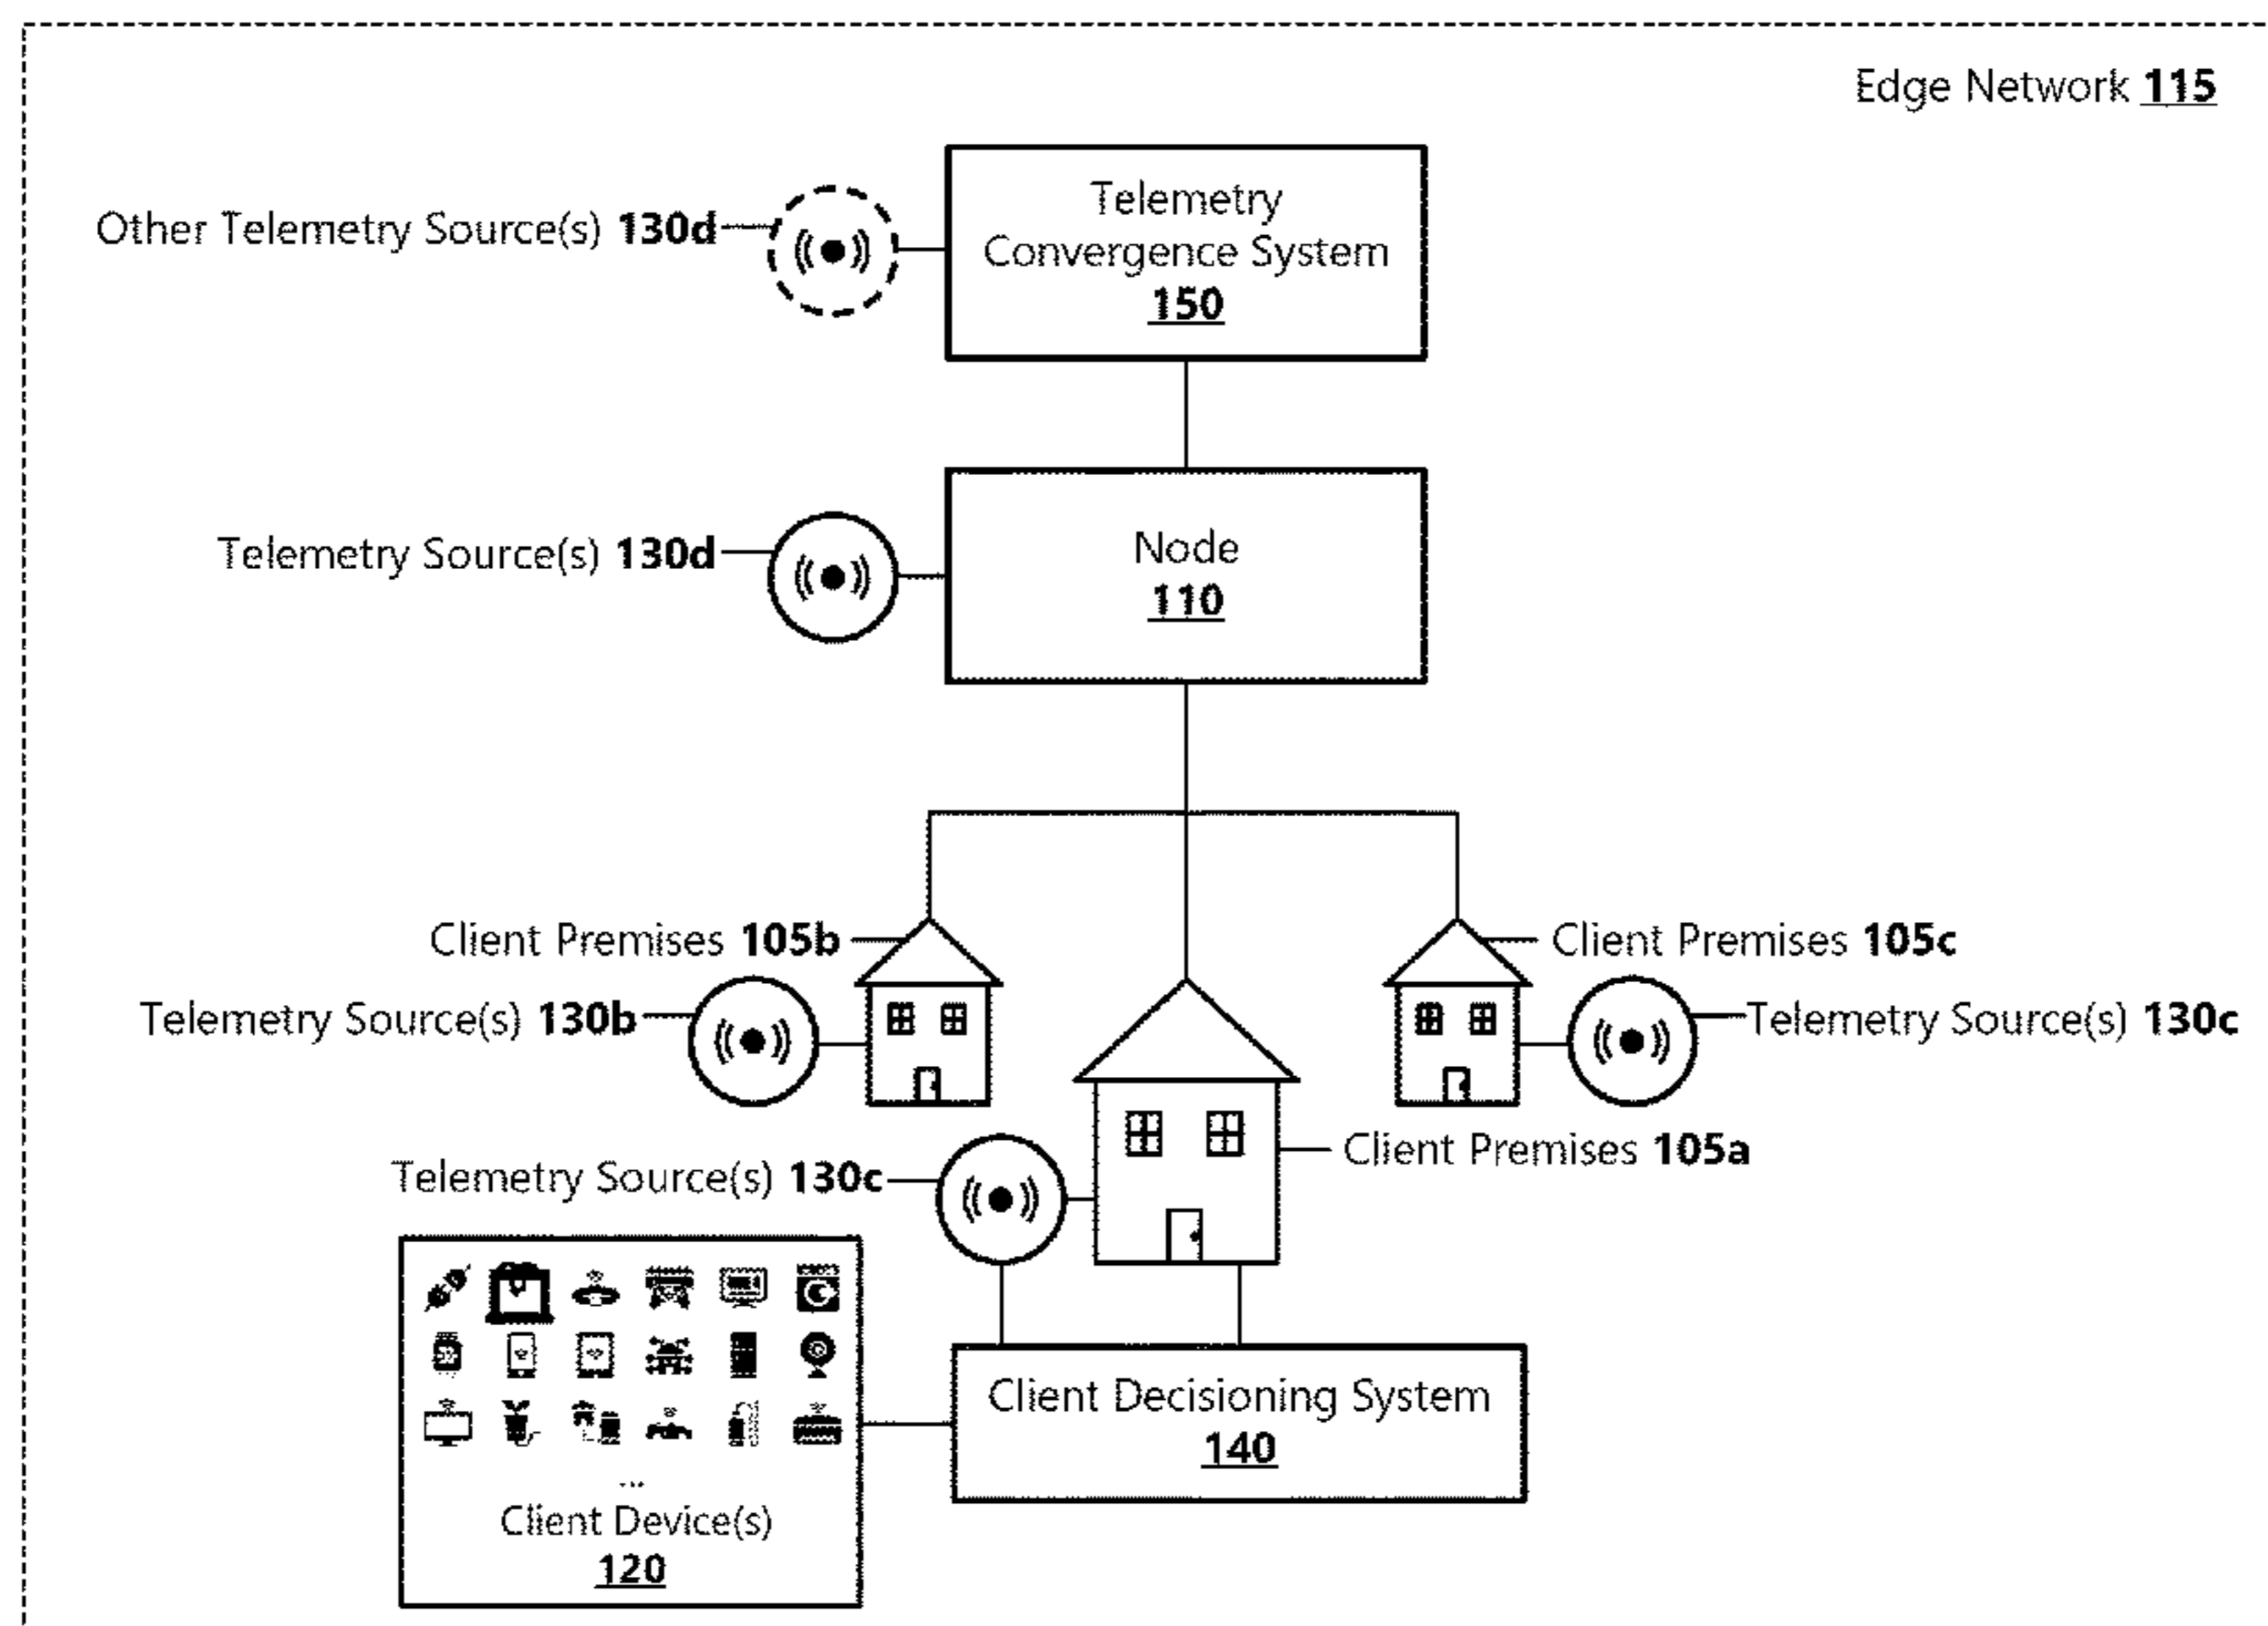 Edge Network 115
Telemetry
Convergence System
150
Other Telemetry Source(s) 130d
Node
110
Telemetry Source(s) 130d
Client Premises 105b
Client Premises 105c
Telemetry Source(s) 130b
Telemetry Source(s) 130c
Client Premises 105a
Telemetry Source(s) 130c
Client Decisioning System
140
...
Client Device(s)
120